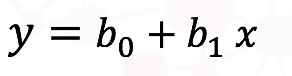 y = b₀ + b₁ x